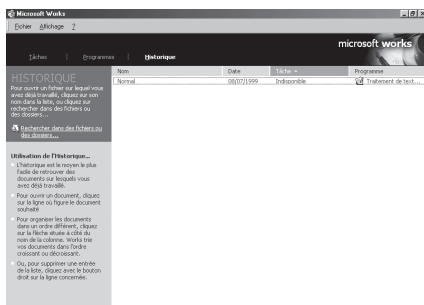 Microsoft Works
Fichier Affichage ?
microsoft works
Tâches | Programmes | Historique
HISTORIQUE
Pour ouvrir un fichier sur lequel vous
avez déjà travaillé, cliquez sur son
nom dans la liste, ou cliquez sur
rechercher dans des fichiers ou
des dossiers...
Rechercher dans des fichiers ou
des dossiers...
Utilisation de l'Historique...
L'historique est le moyen le plus
facile de retrouver des
documents sur lesquels vous
avez déjà travaillé.
Pour ouvrir un document, cliquez
sur la ligne où figure le document
souhaité
Pour organiser les documents
dans un ordre différent, cliquez
sur la flèche située à côté du
nom de la colonne. Works trie
vos documents dans l'ordre
croissant ou décroissant.
Ou, pour supprimer une entrée
de la liste, cliquez avec le bouton
droit sur la ligne concernée.
Nom Date Tâche Programme
Normal 08/07/1999 Indisponible Traitement de text...